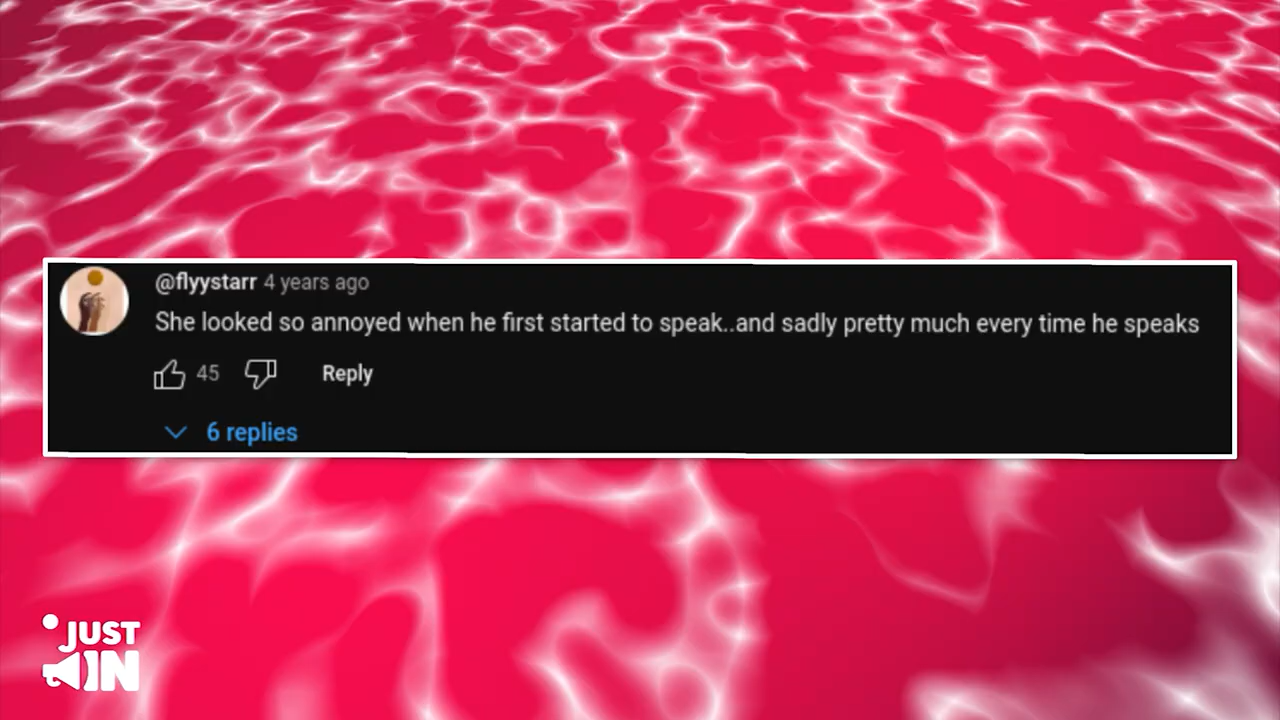 @flyystarr 4 years ago
She looked so annoyed when he first started to speak..and sadly pretty much every time he speaks
45 Reply
6 replies
JUST
IN